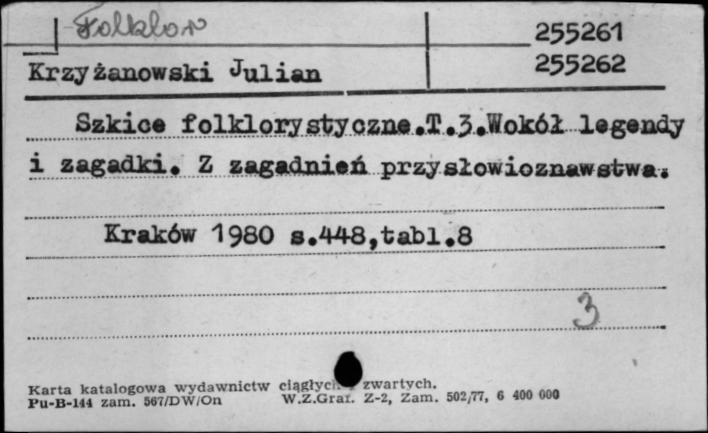 Folklor
255261
Krzyżanowski Julian
255262
Szkice folklorystyczne.T.3.Wokół legendy
i zagadki. Z zagadnień przysłowioznawstwa.
Kraków 1980 s.448,tabl.8
3
Karta katalogowa wydawnictw ciągłych i zwartych.
Pu-B-144 zam. 567/DW/On W.Z.Graf. Z-2, Zam. 502/77, 6 400 000